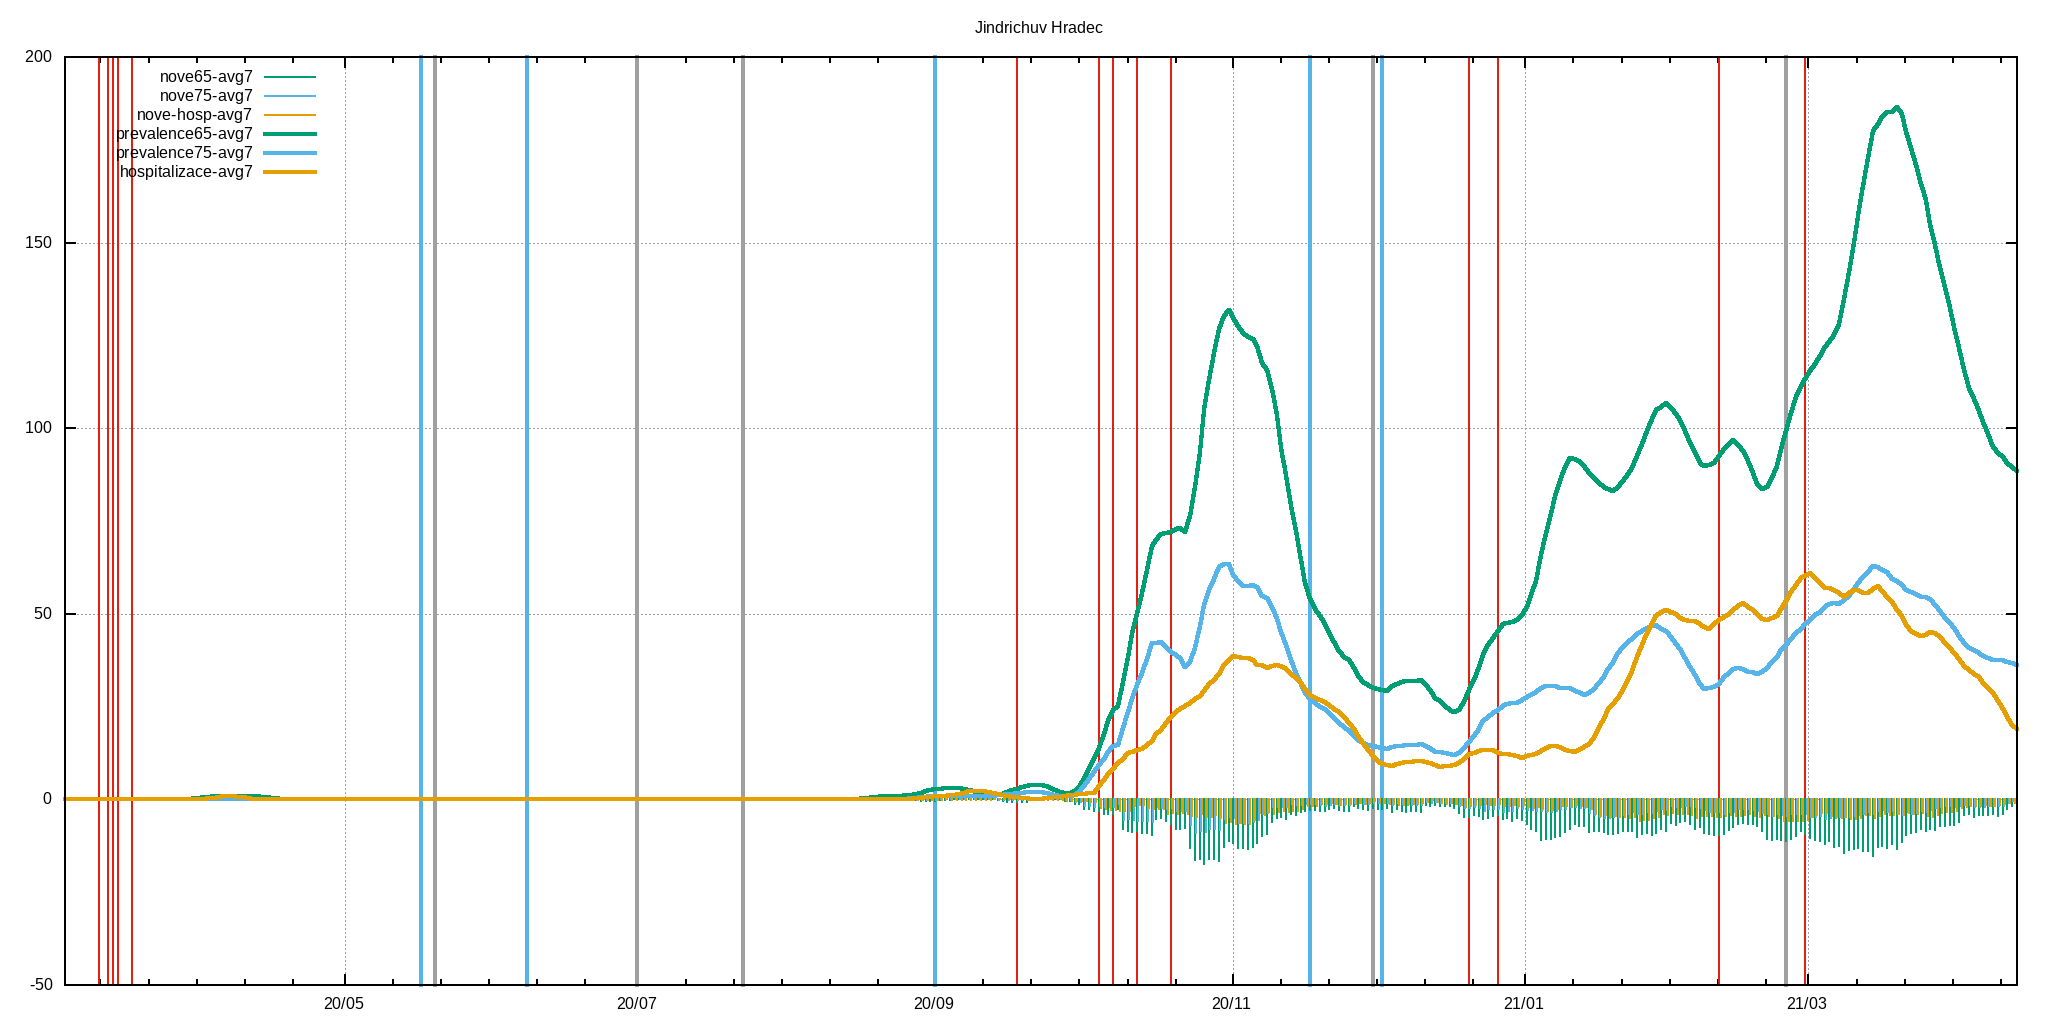 Jindrichuv Hradec
200
nove65-avg7
nove75-avg7
nove-hosp-avg7
prevalence65-avg7
prevalence75-avg7
hospitalizace-avg7
150
100
50
0
-50
20/05 20/07 20/09 20/11 21/01 21/03